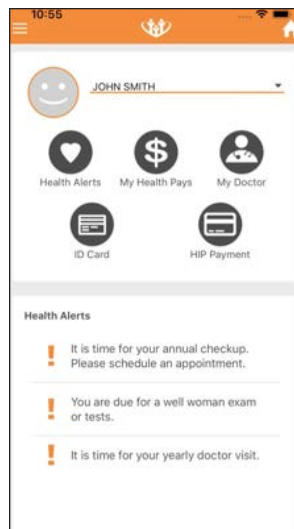 10:55
JOHN SMITH
Health Alerts
My Health Pays
My Doctor
ID Card
HIP Payment
Health Alerts
It is time for your annual checkup.
Please schedule an appointment.
You are due for a well woman exam
or tests.
It is time for your yearly doctor visit.